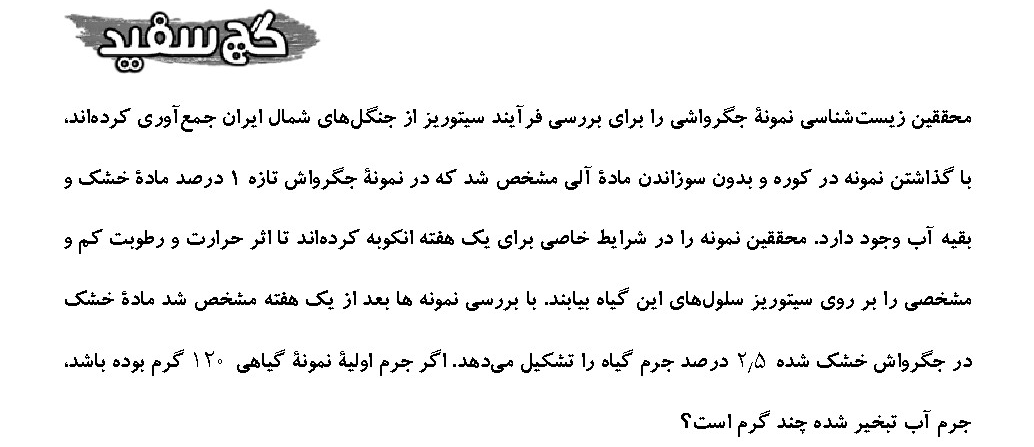 گچ سفید
محققین زیست‌شناسی نمونهٔ جگرواشی را برای بررسی فرآیند سیتوریز از جنگل‌های شمال ایران جمع‌آوری کرده‌اند،
با گذاشتن نمونه در کوره و بدون سوزاندن مادهٔ آلی مشخص شد که در نمونهٔ جگرواش تازه ۱ درصد مادهٔ خشک و
بقیه آب وجود دارد. محققین نمونه را در شرایط خاصی برای یک هفته انکوبه کرده‌اند تا اثر حرارت و رطوبت کم و
مشخصی را بر روی سیتوریز سلول‌های این گیاه بیابند. با بررسی نمونه ها بعد از یک هفته مشخص شد مادهٔ خشک
در جگرواش خشک شده ۲٫۵ درصد جرم گیاه را تشکیل می‌دهد. اگر جرم اولیهٔ نمونهٔ گیاهی ۱۲۰ گرم بوده باشد،
جرم آب تبخیر شده چند گرم است؟